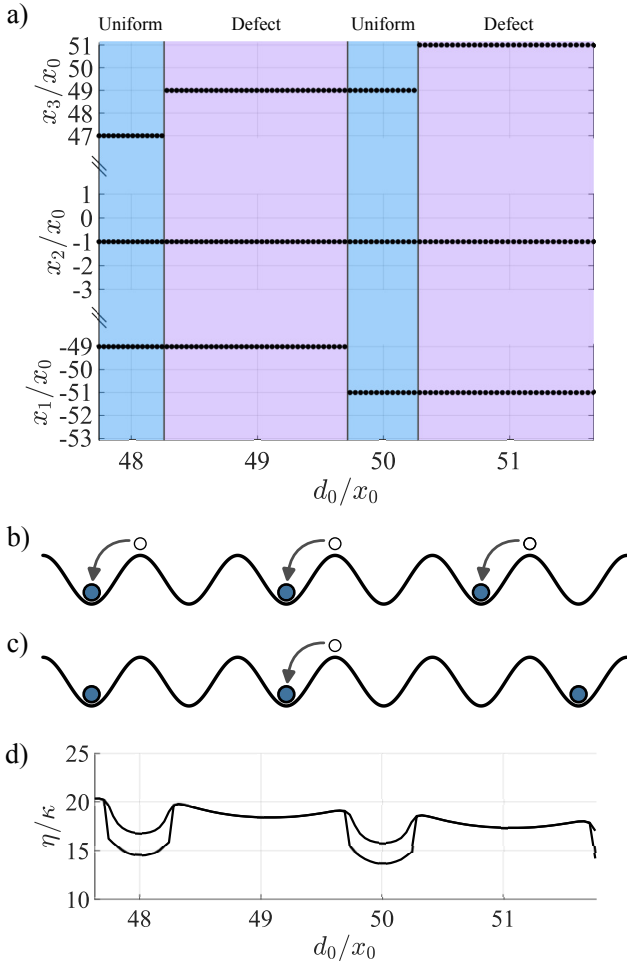 a)
Uniform Defect Uniform Defect
51
50
49
48
47
x₃/x₀
1
0
-1
-2
-3
x₂/x₀
-49
-50
-51
-52
-53
x₁/x₀
48 49 50 51
d₀/x₀
b)
c)
d)
25
20
15
10
η/κ
48 49 50 51
d₀/x₀